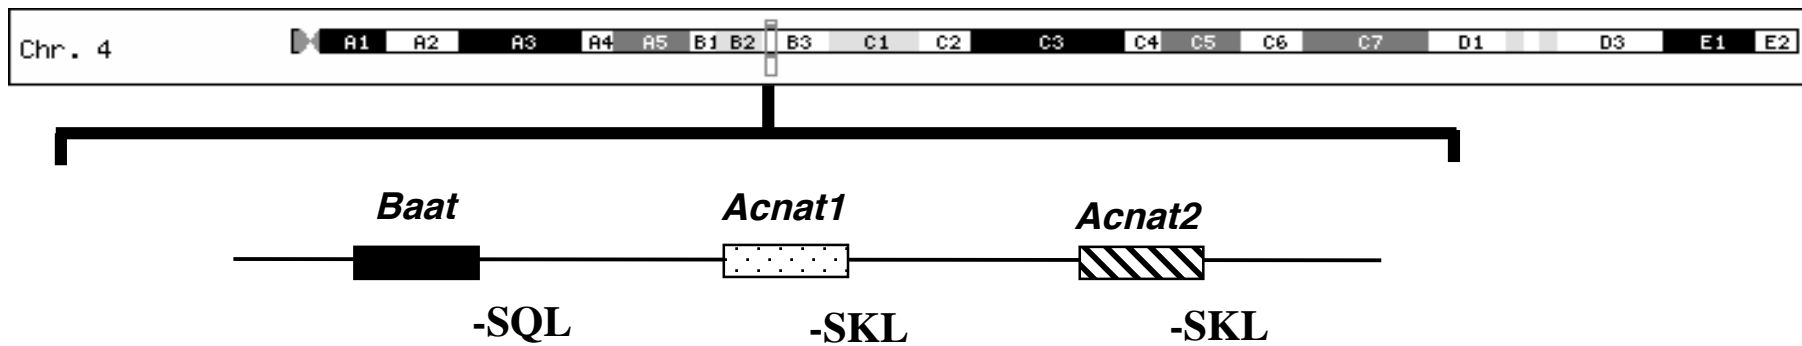 Chr. 4 A1 A2 A3 A4 A5 B1 B2 B3 C1 C2 C3 C4 C5 C6 C7 D1 D3 E1 E2
Baat Acnat1 Acnat2
-SQL -SKL -SKL